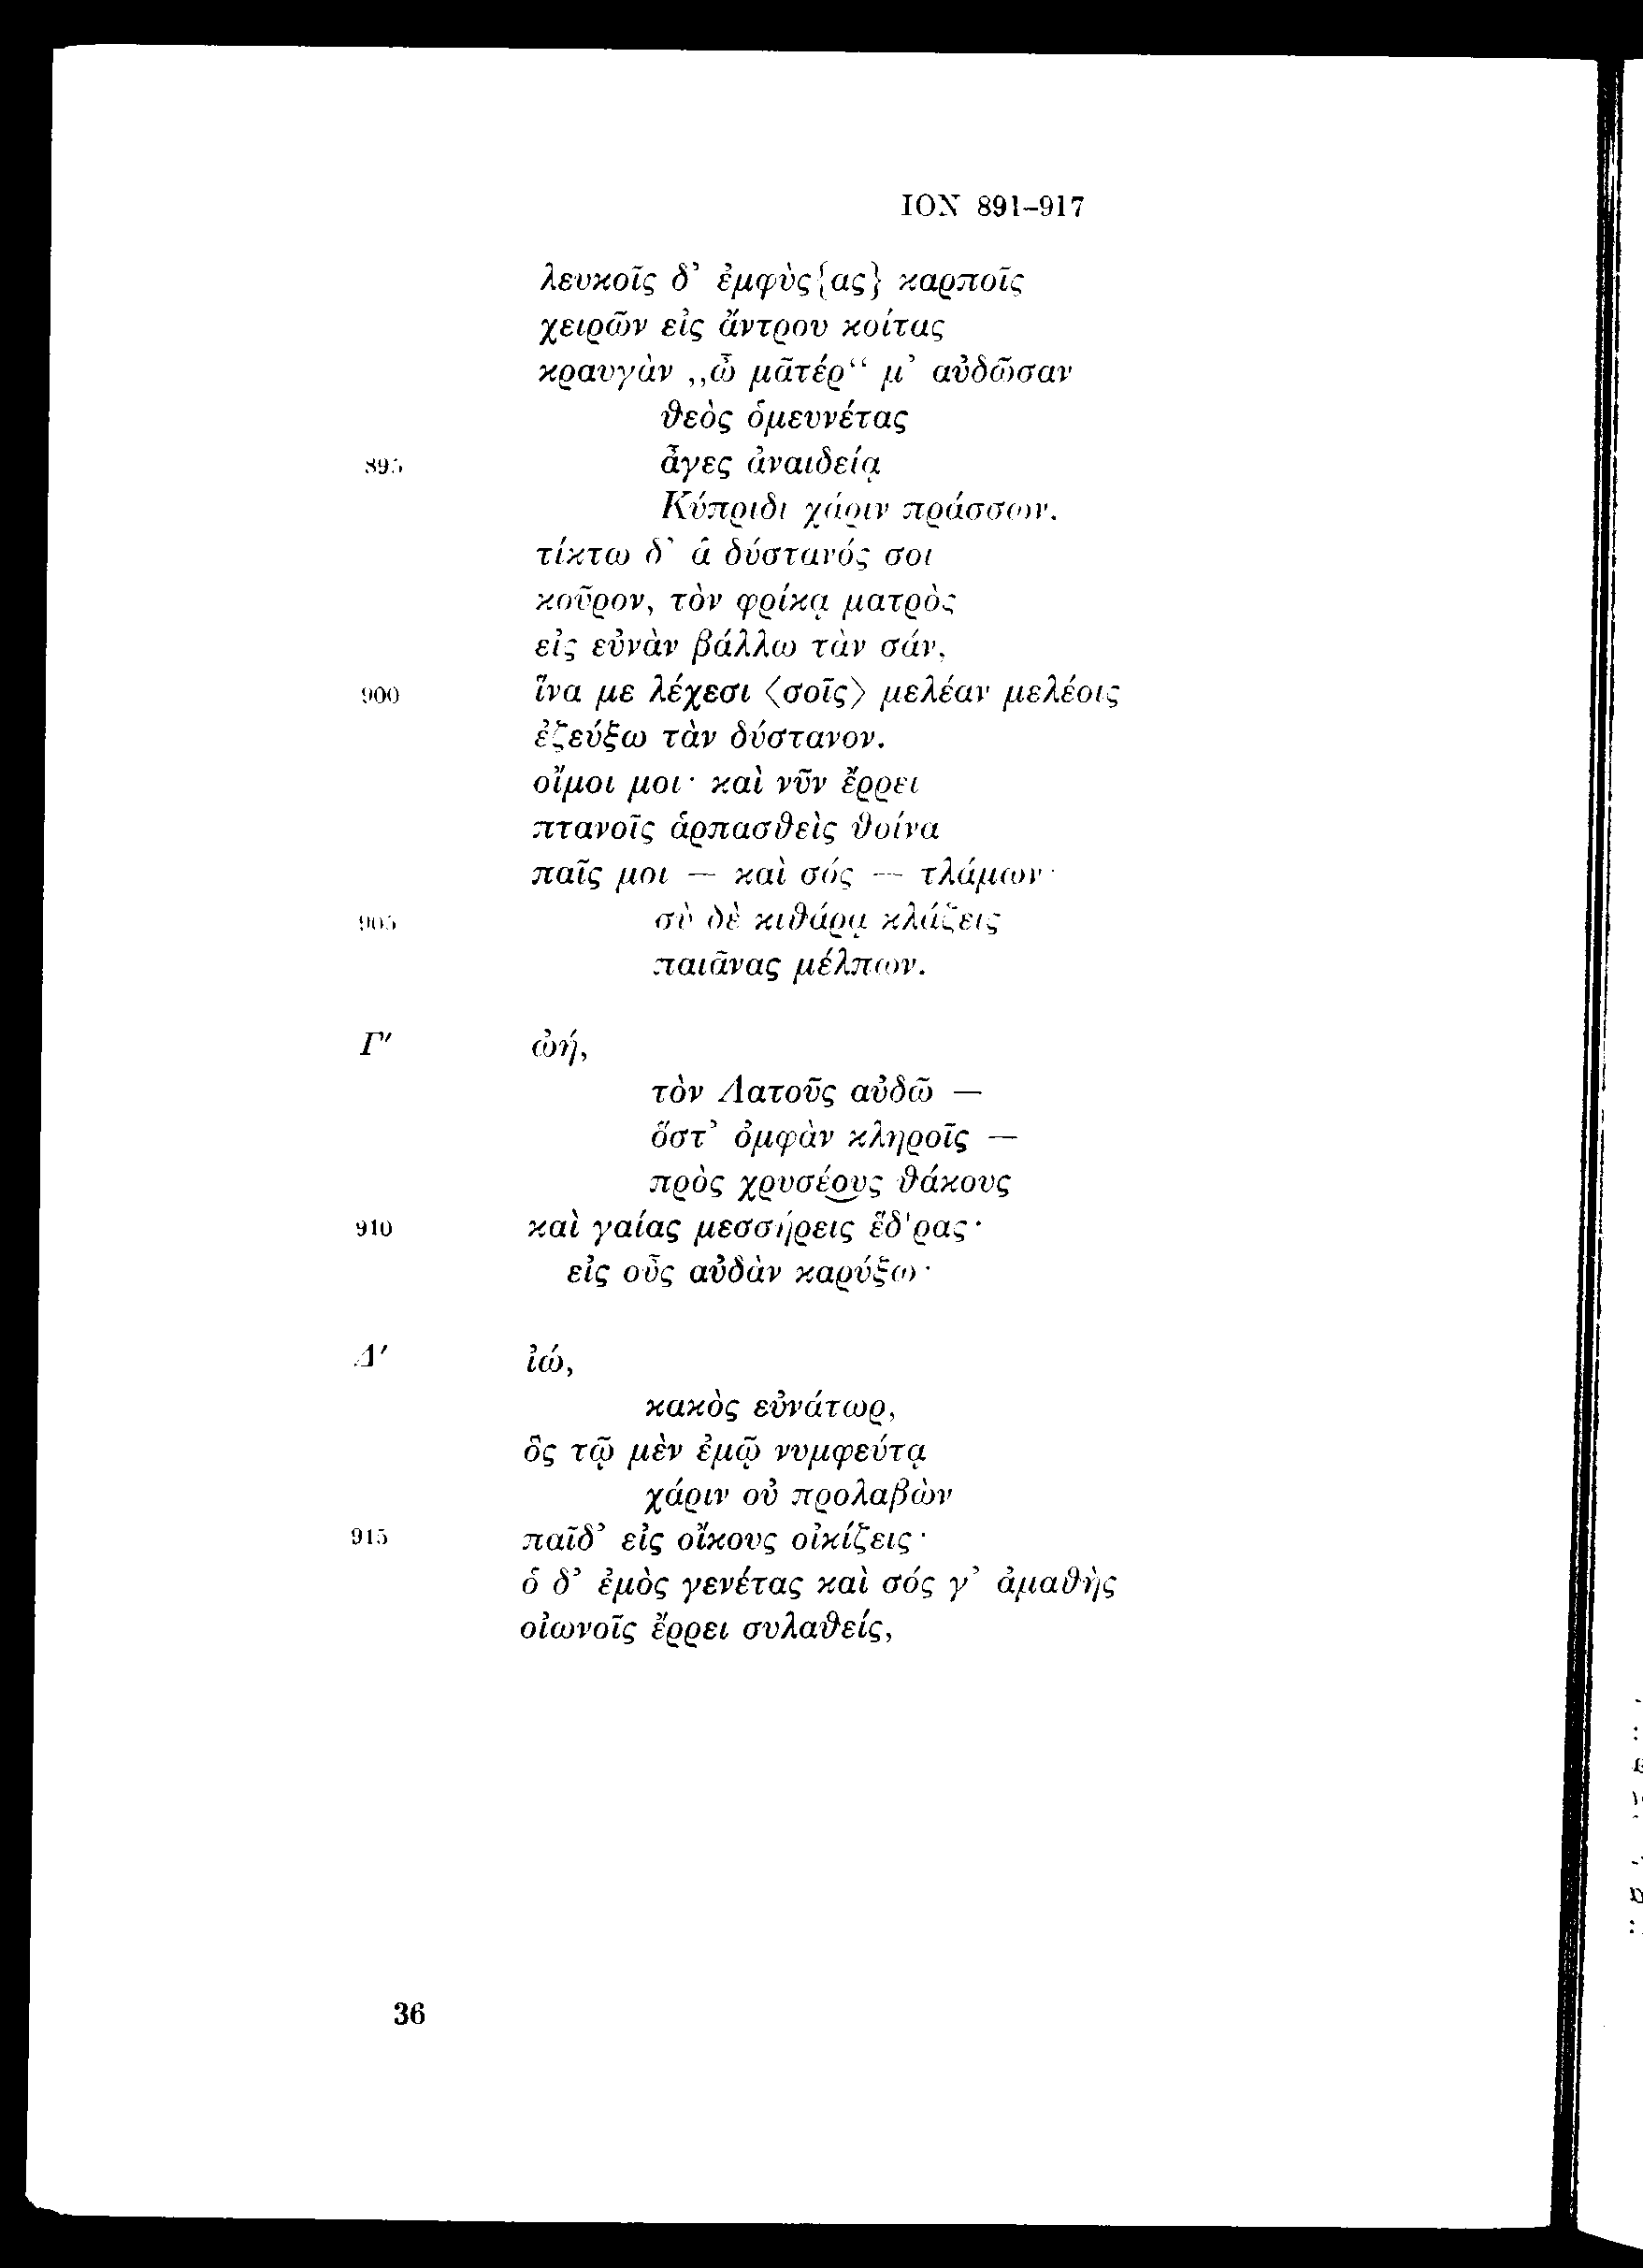 ION 891-917
λευκοῖς δ’ ἐμφὺς{ας} καρποῖς
χειρῶν εἰς ἄντρου κοίτας
κραυγὰν „ὦ μᾶτέρ“ μ’ αὐδῶσαν
θεὸς ὁμευνέτας
895 ἆγες ἀναιδείᾳ
Κύπριδι χάριν πράσσων.
τίκτω δ’ ἁ δύστανός σοι
κοῦρον, τὸν φρίκᾳ ματρὸς
εἰς εὐνὰν βάλλω τὰν σάν,
900 ἵνα με λέχεσι ⟨σοῖς⟩ μελέαν μελέοις
ἐζεύξω τὰν δύστανον.
οἴμοι μοι· καὶ νῦν ἔρρει
πτανοῖς ἁρπασθεὶς θοίνα
παῖς μοι — καὶ σός — τλάμων·
905 σὺ δὲ κιθάρᾳ κλάζεις
παιᾶνας μέλπων.
Γ′ ὠή,
τὸν Λατοῦς αὐδῶ —
ὅστ’ ὀμφὰν κληροῖς —
πρὸς χρυσέους θάκους
910 καὶ γαίας μεσσήρεις ἕδ'ρας·
εἰς οὖς αὐδὰν καρύξω·
Δ′ ἰώ,
κακὸς εὐνάτωρ,
ὃς τῷ μὲν ἐμῷ νυμφεύτᾳ
χάριν οὐ προλαβὼν
915 παῖδ’ εἰς οἴκους οἰκίζεις·
ὁ δ’ ἐμὸς γενέτας καὶ σός γ’ ἀμαθὴς
οἰωνοῖς ἔρρει συλαθείς,
36